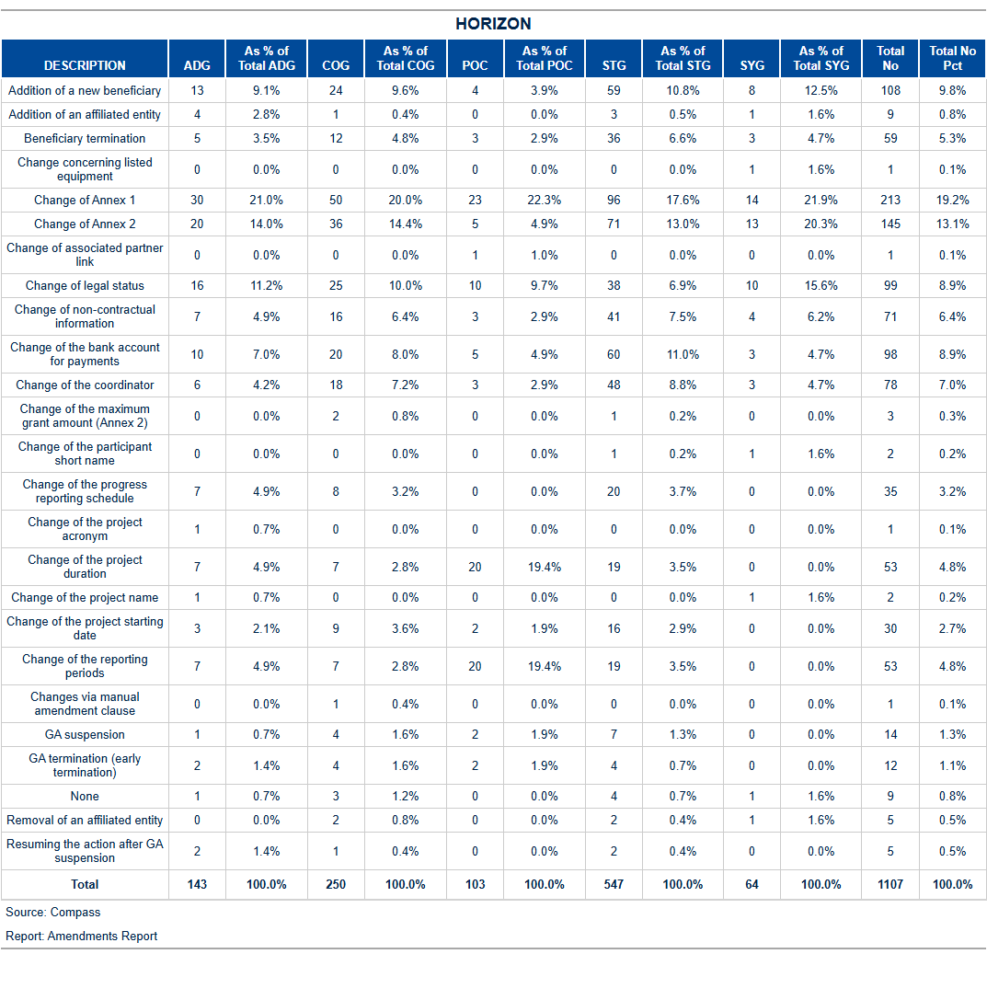 HORIZON
DESCRIPTION ADG As % of Total ADG COG As % of Total COG POC As % of Total POC STG As % of Total STG SYG As % of Total SYG Total No Total No Pct
Addition of a new beneficiary 13 9.1% 24 9.6% 4 3.9% 59 10.8% 8 12.5% 108 9.8%
Addition of an affiliated entity 4 2.8% 1 0.4% 0 0.0% 3 0.5% 1 1.6% 9 0.8%
Beneficiary termination 5 3.5% 12 4.8% 3 2.9% 36 6.6% 3 4.7% 59 5.3%
Change concerning listed equipment 0 0.0% 0 0.0% 0 0.0% 0 0.0% 1 1.6% 1 0.1%
Change of Annex 1 30 21.0% 50 20.0% 23 22.3% 96 17.6% 14 21.9% 213 19.2%
Change of Annex 2 20 14.0% 36 14.4% 5 4.9% 71 13.0% 13 20.3% 145 13.1%
Change of associated partner link 0 0.0% 0 0.0% 1 1.0% 0 0.0% 0 0.0% 1 0.1%
Change of legal status 16 11.2% 25 10.0% 10 9.7% 38 6.9% 10 15.6% 99 8.9%
Change of non-contractual information 7 4.9% 16 6.4% 3 2.9% 41 7.5% 4 6.2% 71 6.4%
Change of the bank account for payments 10 7.0% 20 8.0% 5 4.9% 60 11.0% 3 4.7% 98 8.9%
Change of the coordinator 6 4.2% 18 7.2% 3 2.9% 48 8.8% 3 4.7% 78 7.0%
Change of the maximum grant amount (Annex 2) 0 0.0% 2 0.8% 0 0.0% 1 0.2% 0 0.0% 3 0.3%
Change of the participant short name 0 0.0% 0 0.0% 0 0.0% 1 0.2% 1 1.6% 2 0.2%
Change of the progress reporting schedule 7 4.9% 8 3.2% 0 0.0% 20 3.7% 0 0.0% 35 3.2%
Change of the project acronym 1 0.7% 0 0.0% 0 0.0% 0 0.0% 0 0.0% 1 0.1%
Change of the project duration 7 4.9% 7 2.8% 20 19.4% 19 3.5% 0 0.0% 53 4.8%
Change of the project name 1 0.7% 0 0.0% 0 0.0% 0 0.0% 1 1.6% 2 0.2%
Change of the project starting date 3 2.1% 9 3.6% 2 1.9% 16 2.9% 0 0.0% 30 2.7%
Change of the reporting periods 7 4.9% 7 2.8% 20 19.4% 19 3.5% 0 0.0% 53 4.8%
Changes via manual amendment clause 0 0.0% 1 0.4% 0 0.0% 0 0.0% 0 0.0% 1 0.1%
GA suspension 1 0.7% 4 1.6% 2 1.9% 7 1.3% 0 0.0% 14 1.3%
GA termination (early termination) 2 1.4% 4 1.6% 2 1.9% 4 0.7% 0 0.0% 12 1.1%
None 1 0.7% 3 1.2% 0 0.0% 4 0.7% 1 1.6% 9 0.8%
Removal of an affiliated entity 0 0.0% 2 0.8% 0 0.0% 2 0.4% 1 1.6% 5 0.5%
Resuming the action after GA suspension 2 1.4% 1 0.4% 0 0.0% 2 0.4% 0 0.0% 5 0.5%
Total 143 100.0% 250 100.0% 103 100.0% 547 100.0% 64 100.0% 1107 100.0%
Source: Compass
Report: Amendments Report